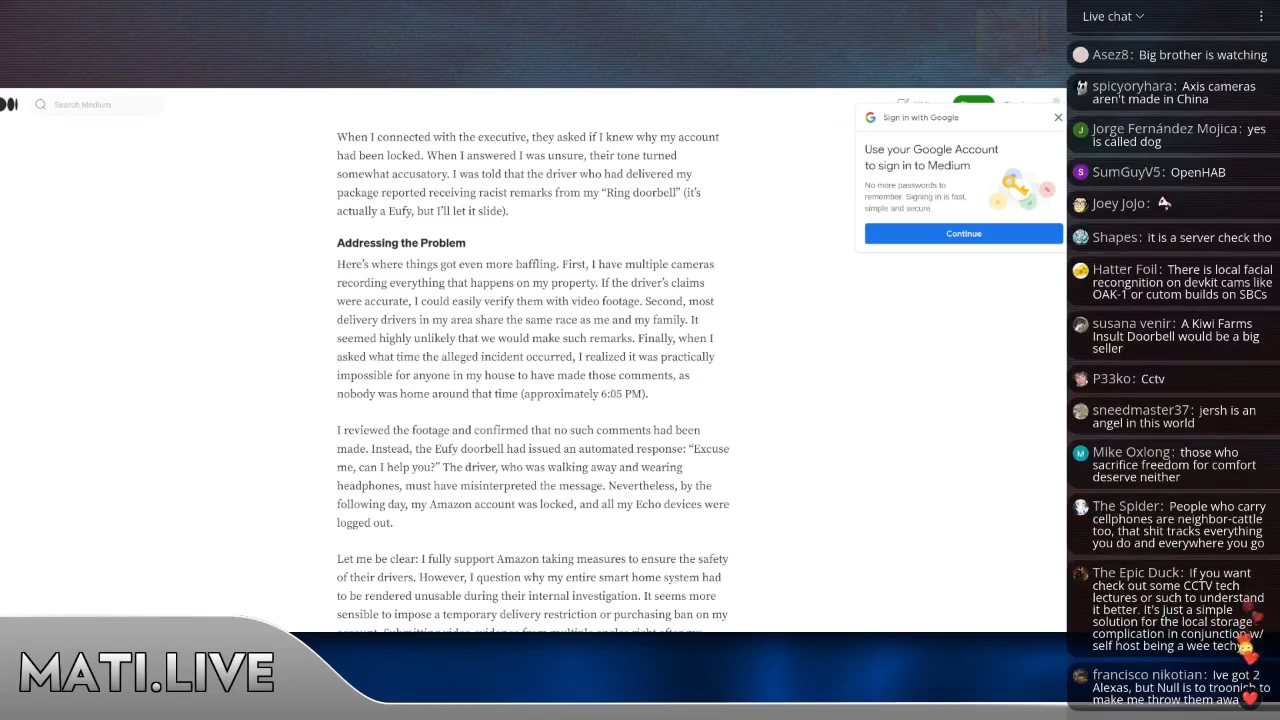 Search Medium
When I connected with the executive, they asked if I knew why my account
had been locked. When I answered I was unsure, their tone turned
somewhat accusatory. I was told that the driver who had delivered my
package reported receiving racist remarks from my “Ring doorbell” (it’s
actually a Eufy, but I’ll let it slide).
Addressing the Problem
Here’s where things got even more baffling. First, I have multiple cameras
recording everything that happens on my property. If the driver’s claims
were accurate, I could easily verify them with video footage. Second, most
delivery drivers in my area share the same race as me and my family. It
seemed highly unlikely that we would make such remarks. Finally, when I
asked what time the alleged incident occurred, I realized it was practically
impossible for anyone in my house to have made those comments, as
nobody was home around that time (approximately 6:05 PM).
I reviewed the footage and confirmed that no such comments had been
made. Instead, the Eufy doorbell had issued an automated response: “Excuse
me, can I help you?” The driver, who was walking away and wearing
headphones, must have misinterpreted the message. Nevertheless, by the
following day, my Amazon account was locked, and all my Echo devices were
logged out.
Let me be clear: I fully support Amazon taking measures to ensure the safety
of their drivers. However, I question why my entire smart home system had
to be rendered unusable during their internal investigation. It seems more
sensible to impose a temporary delivery restriction or purchasing ban on my
Sign in with Google
Use your Google Account
to sign in to Medium
No more passwords to
remember. Signing in is fast,
simple and secure.
Continue
Live chat
Asez8: Big brother is watching
spicyoryhara: Axis cameras
aren't made in China
Jorge Fernández Mojica: yes
is called dog
SumGuyV5: OpenHAB
Joey JoJo:
Shapes: it is a server check tho
Hatter Foil: There is local facial
recongnition on devkit cams like
OAK-1 or cutom builds on SBCs
susana venir: A Kiwi Farms
Insult Doorbell would be a big
seller
P33ko: Cctv
sneedmaster37: jersh is an
angel in this world
Mike Oxlong: those who
sacrifice freedom for comfort
deserve neither
The Spider: People who carry
cellphones are neighbor-cattle
too, that shit tracks everything
you do and everywhere you go
The Epic Duck: If you want
check out some CCTV tech
lectures or such to understand
it better. It's just a simple
solution for the local storage
complication in conjunction w/
self host being a wee techy
francisco nikotian: Ive got 2
Alexas, but Null is to troonish to
make me throw them awa
MATI.LIVE